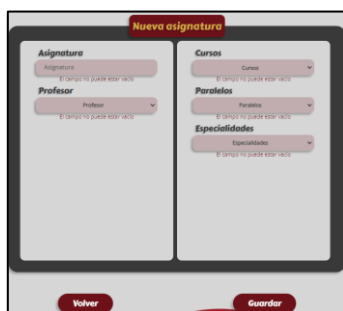 Nueva asignatura
Asignatura
Asignatura
El campo no puede estar vacío
Profesor
Profesor
El campo no puede estar vacío
Cursos
Cursos
El campo no puede estar vacío
Paralelos
Paralelos
El campo no puede estar vacío
Especialidades
Especialidades
El campo no puede estar vacío
Volver
Guardar